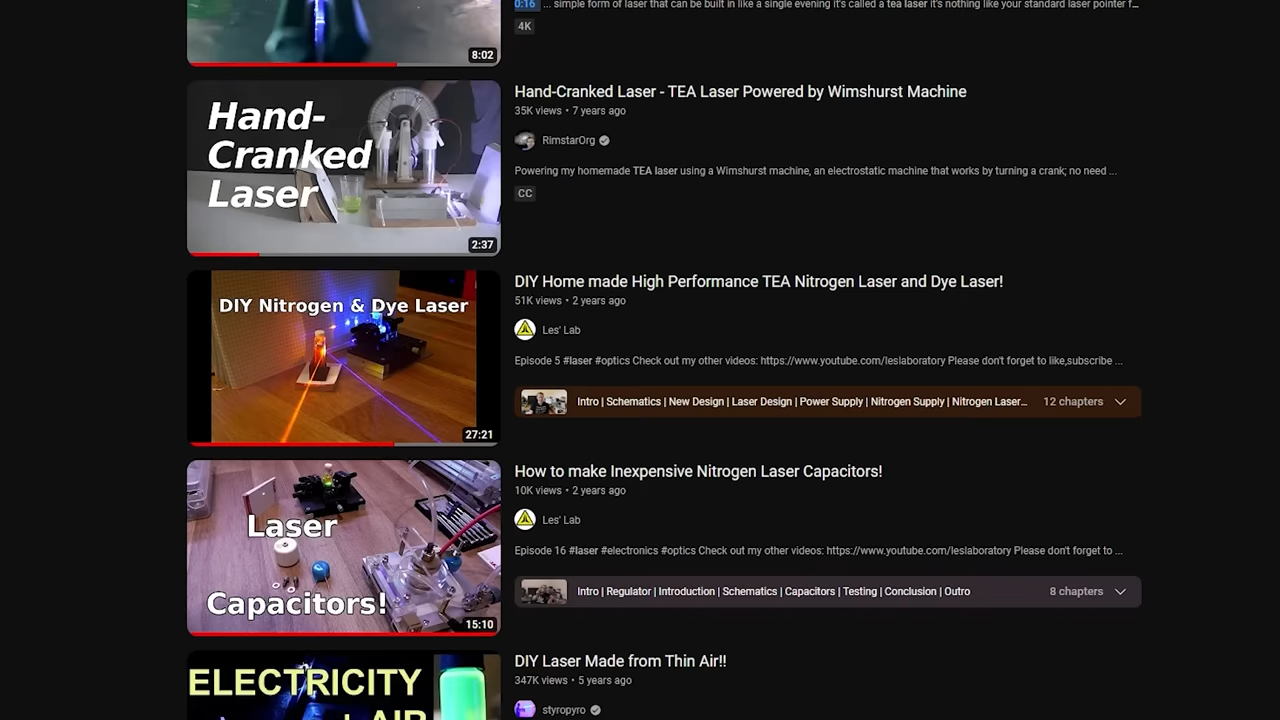 0:16 ... simple form of laser that can be built in like a single evening it's called a tea laser it's nothing like your standard laser pointer f...
4K
8:02
Hand-
Cranked
Laser
2:37
Hand-Cranked Laser - TEA Laser Powered by Wimshurst Machine
35K views • 7 years ago
RimstarOrg
Powering my homemade TEA laser using a Wimshurst machine, an electrostatic machine that works by turning a crank; no need ...
CC
DIY Nitrogen & Dye Laser
27:21
DIY Home made High Performance TEA Nitrogen Laser and Dye Laser!
51K views • 2 years ago
Les' Lab
Episode 5 #laser #optics Check out my other videos: https://www.youtube.com/leslaboratory Please don't forget to like,subscribe ...
Intro | Schematics | New Design | Laser Design | Power Supply | Nitrogen Supply | Nitrogen Laser... 12 chapters
Laser
Capacitors!
15:10
How to make Inexpensive Nitrogen Laser Capacitors!
10K views • 2 years ago
Les' Lab
Episode 16 #laser #electronics #optics Check out my other videos: https://www.youtube.com/leslaboratory Please don't forget to ...
Intro | Regulator | Introduction | Schematics | Capacitors | Testing | Conclusion | Outro 8 chapters
ELECTRICITY
+ AIR
DIY Laser Made from Thin Air!!
347K views • 5 years ago
styropyro